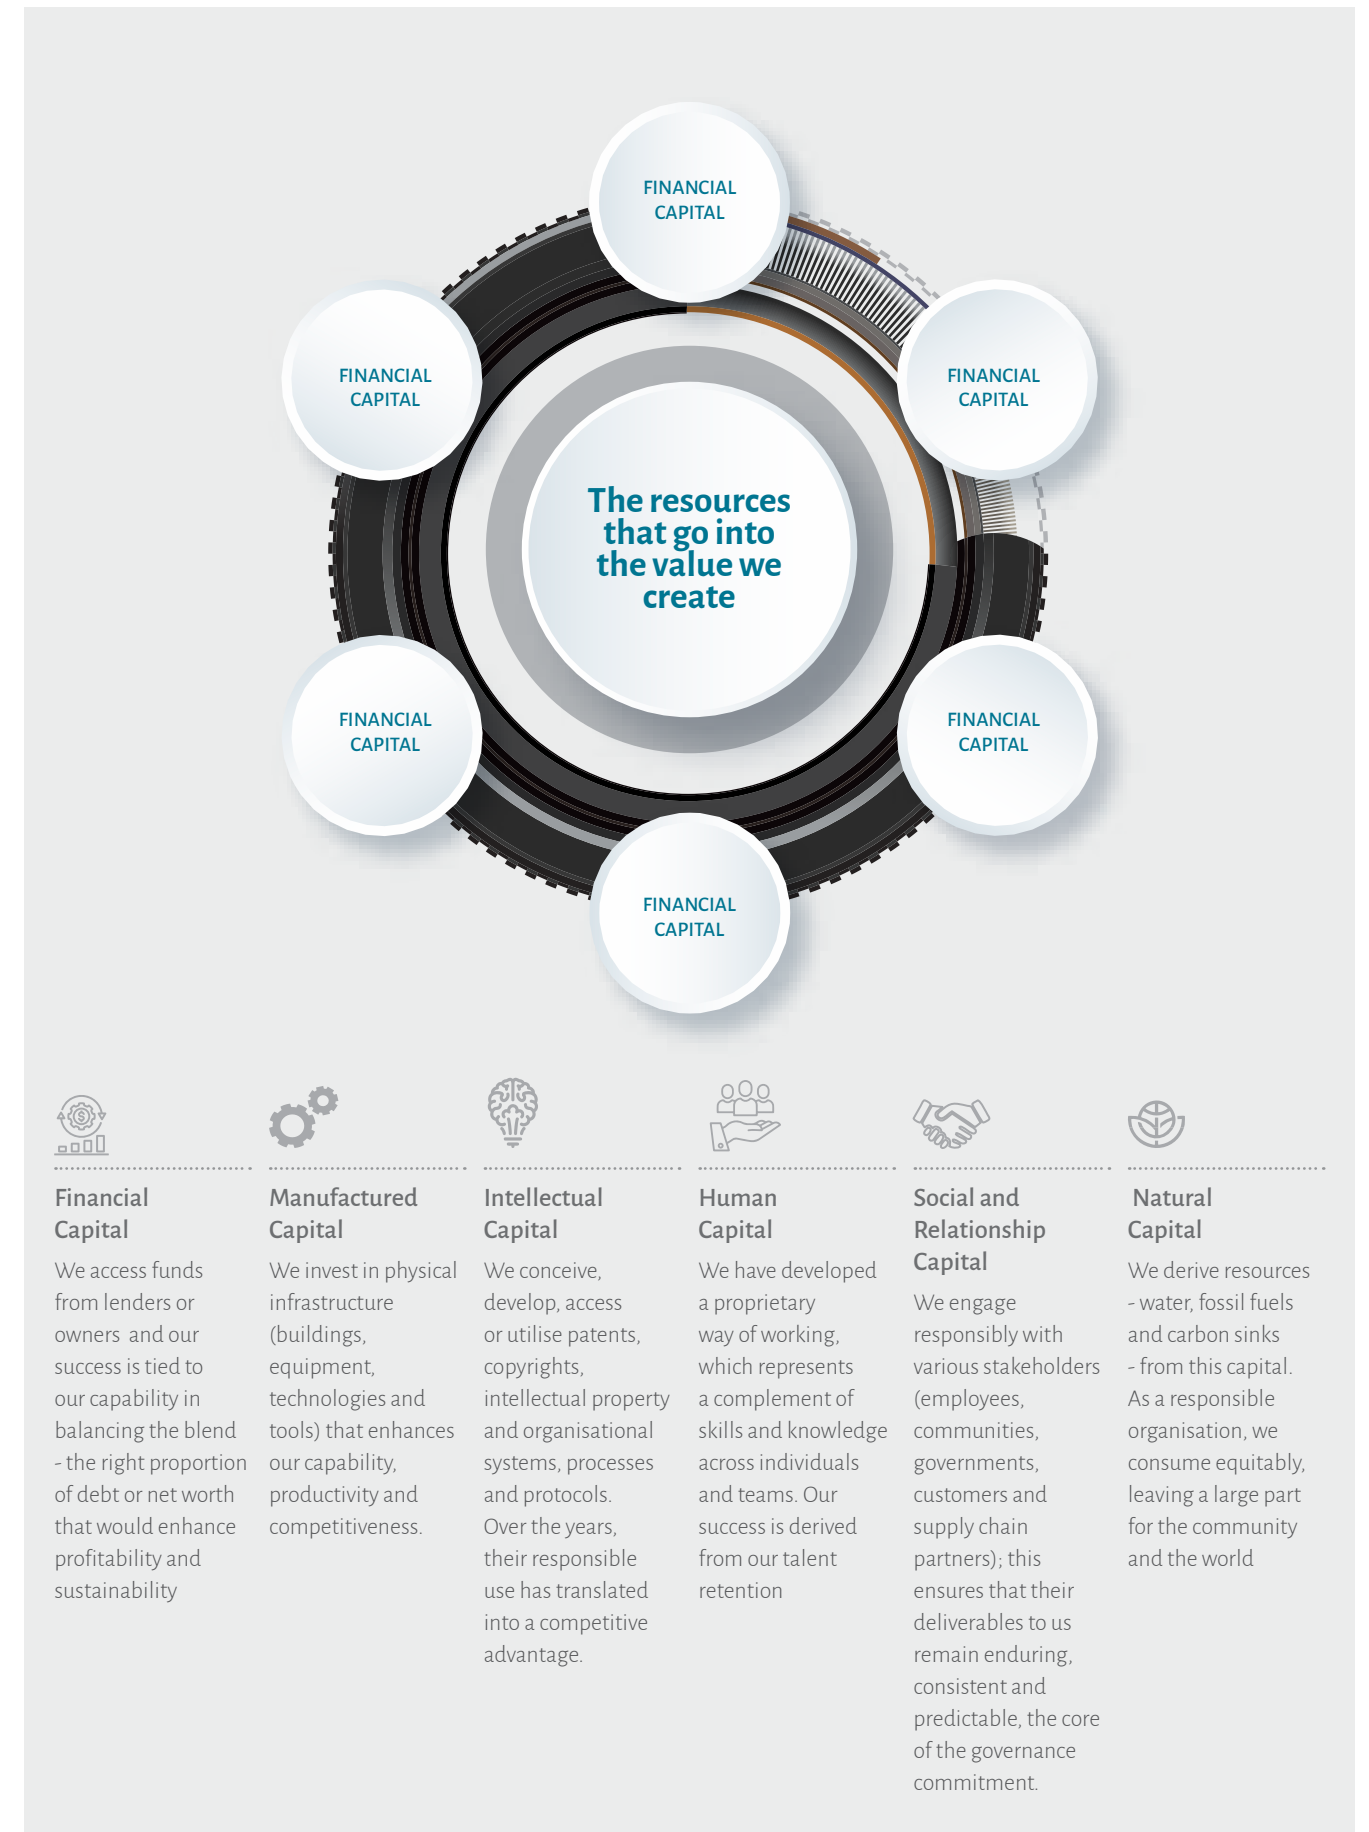 FINANCIAL
CAPITAL
FINANCIAL
CAPITAL
FINANCIAL
CAPITAL
The resources
that go into
the value we
create
FINANCIAL
CAPITAL
FINANCIAL
CAPITAL
FINANCIAL
CAPITAL
Financial
Capital
We access funds
from lenders or
owners and our
success is tied to
our capability in
balancing the blend
- the right proportion
of debt or net worth
that would enhance
profitability and
sustainability
Manufactured
Capital
We invest in physical
infrastructure
(buildings,
equipment,
technologies and
tools) that enhances
our capability,
productivity and
competitiveness.
Intellectual
Capital
We conceive,
develop, access
or utilise patents,
copyrights,
intellectual property
and organisational
systems, processes
and protocols.
Over the years,
their responsible
use has translated
into a competitive
advantage.
Human
Capital
We have developed
a proprietary
way of working,
which represents
a complement of
skills and knowledge
across individuals
and teams. Our
success is derived
from our talent
retention
Social and
Relationship
Capital
We engage
responsibly with
various stakeholders
(employees,
communities,
governments,
customers and
supply chain
partners); this
ensures that their
deliverables to us
remain enduring,
consistent and
predictable, the core
of the governance
commitment.
Natural
Capital
We derive resources
- water, fossil fuels
and carbon sinks
- from this capital.
As a responsible
organisation, we
consume equitably,
leaving a large part
for the community
and the world